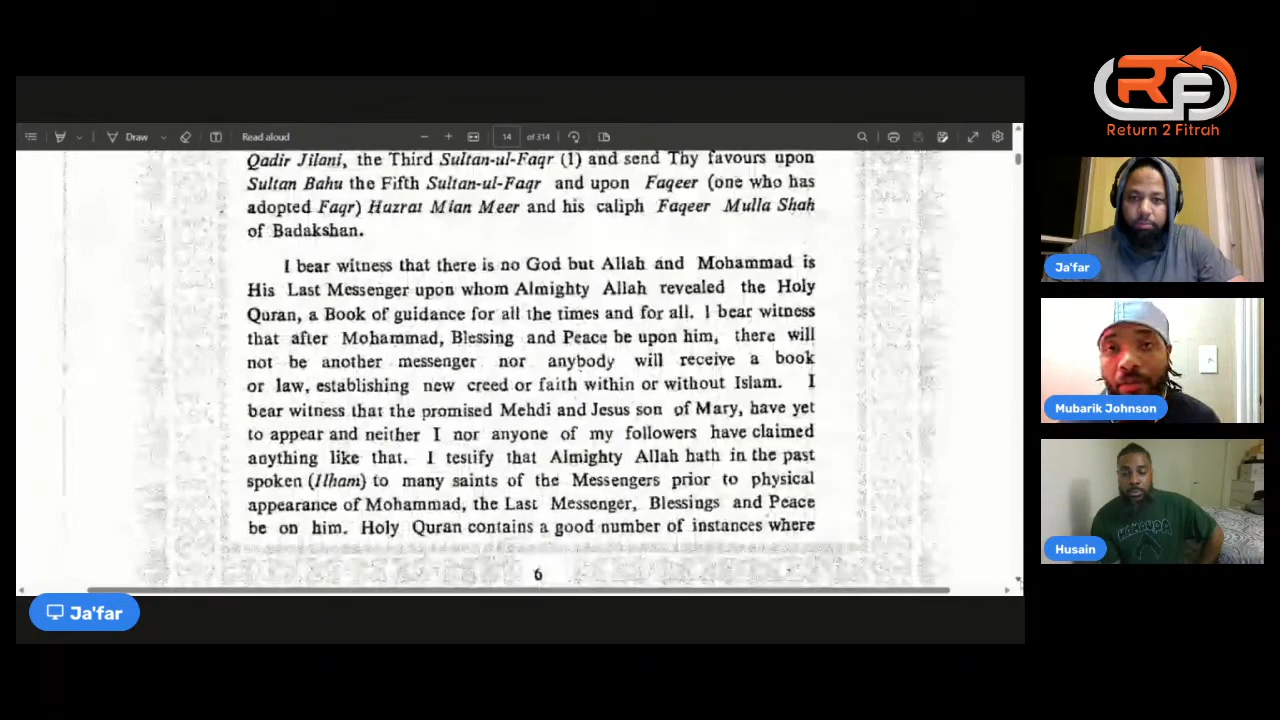 Draw
Read aloud
14
of 314
Qadir Jilani, the Third Sultan-ul-Faqr (1) and send Thy favours upon
Sultan Bahu the Fifth Sultan-ul-Faqr and upon Faqeer (one who has
adopted Faqr) Huzrat Mian Meer and his caliph Faqeer Mulla Shah
of Badakshan.
I bear witness that there is no God but Allah and Mohammad is
His Last Messenger upon whom Almighty Allah revealed the Holy
Quran, a Book of guidance for all the times and for all. I bear witness
that after Mohammad, Blessing and Peace be upon him, there will
not be another messenger nor anybody will receive a book
or law, establishing new creed or faith within or without Islam. I
bear witness that the promised Mehdi and Jesus son of Mary, have yet
to appear and neither I nor anyone of my followers have claimed
anything like that. I testify that Almighty Allah hath in the past
spoken (Ilham) to many saints of the Messengers prior to physical
appearance of Mohammad, the Last Messenger, Blessings and Peace
be on him. Holy Quran contains a good number of instances where
6
Ja'far
RF
Return 2 Fitrah
Ja'far
Mubarik Johnson
WAKANDA
Husain